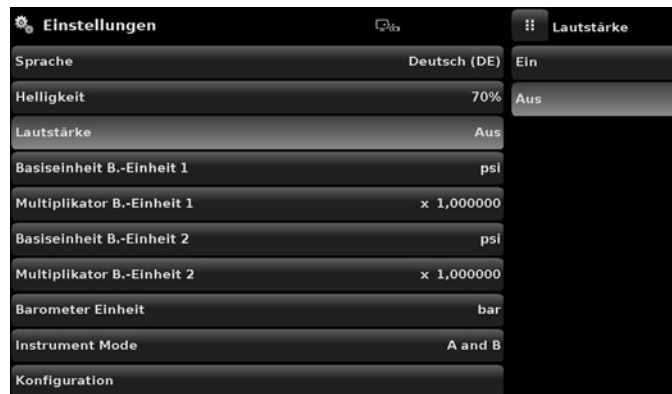 Einstellungen
Sprache Deutsch (DE)
Helligkeit 70%
Lautstärke Aus
Basiseinheit B.-Einheit 1 psi
Multiplikator B.-Einheit 1 x 1,000000
Basiseinheit B.-Einheit 2 psi
Multiplikator B.-Einheit 2 x 1,000000
Barometer Einheit bar
Instrument Mode A and B
Konfiguration
Lautstärke
Ein
Aus